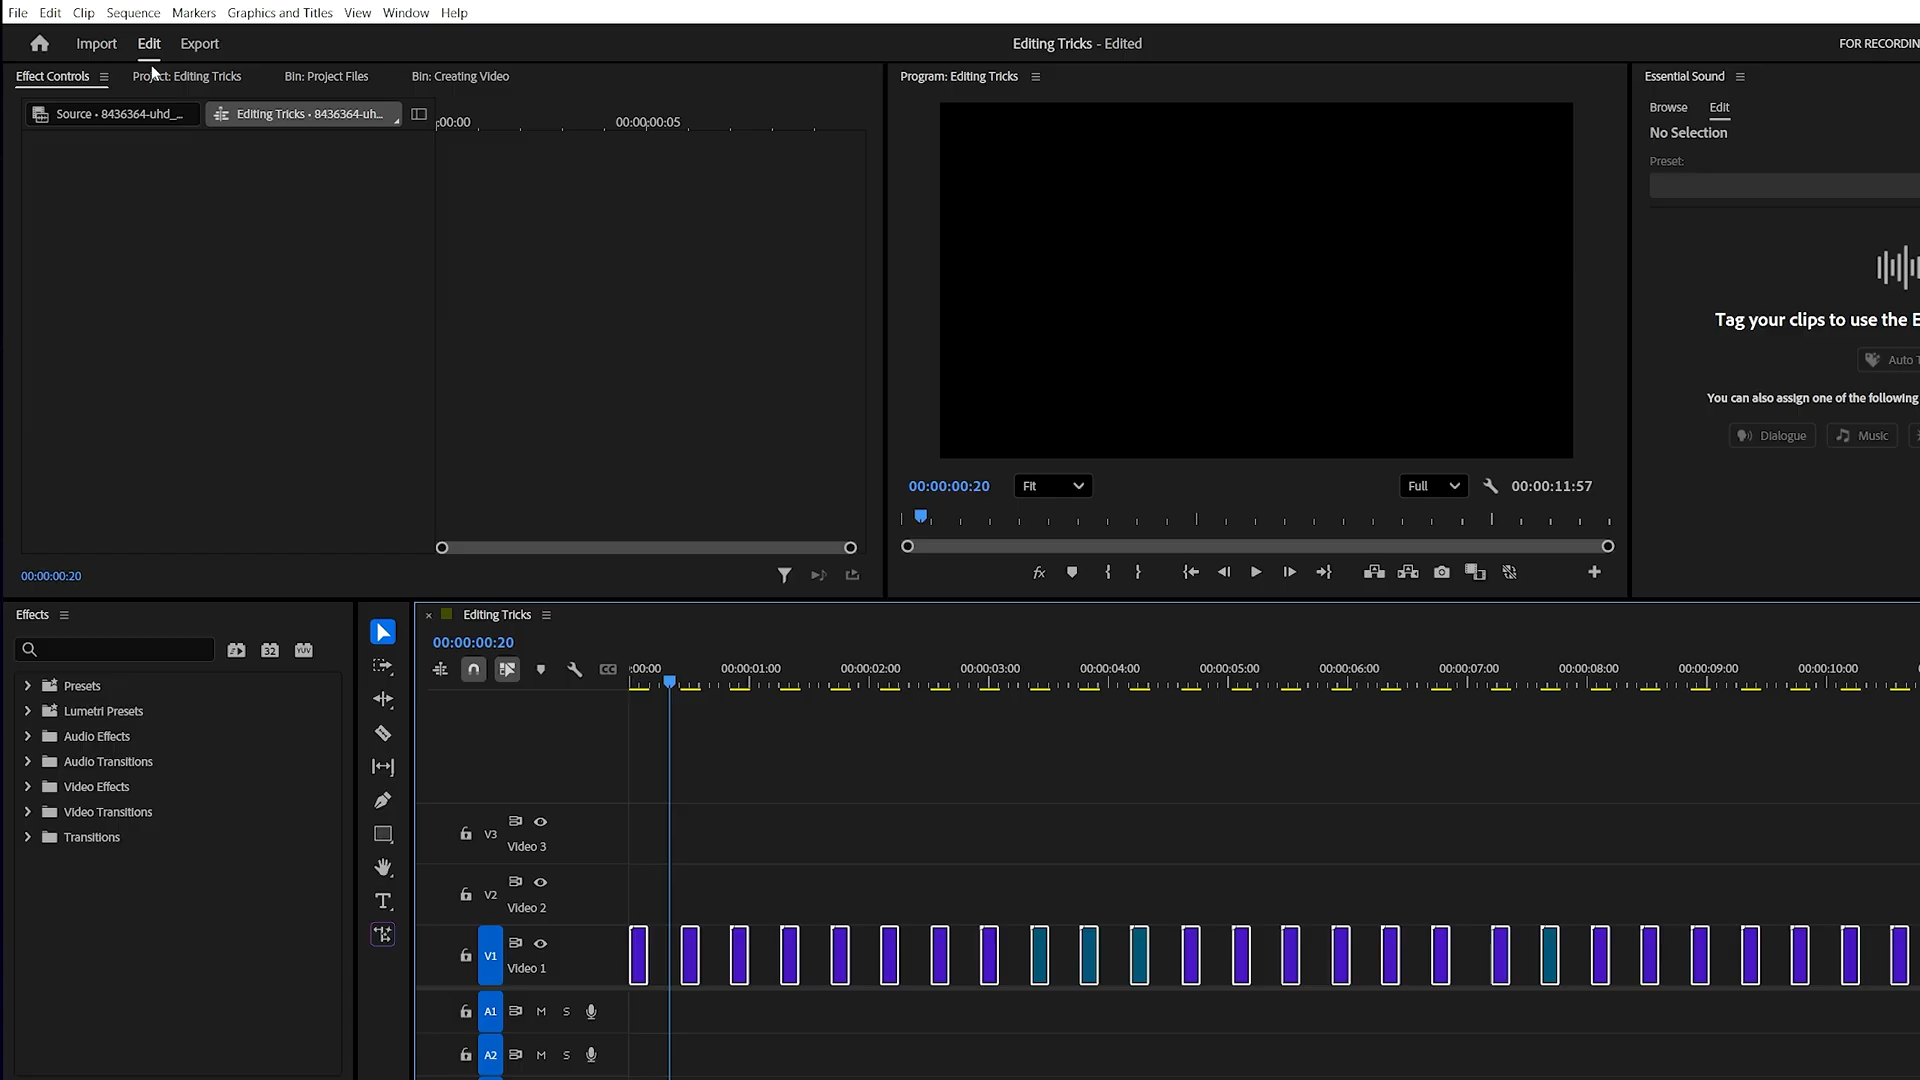 File Edit Clip Sequence Markers Graphics and Titles View Window Help
Import Edit Export
Editing Tricks - Edited
FOR RECORDIN
Effect Controls
Project: Editing Tricks
Bin: Project Files
Bin: Creating Video
Source • 8436364-uhd_...
Editing Tricks • 8436364-uh...
:00:00
00:00:00:05
00:00:00:20
Program: Editing Tricks
00:00:00:20
Fit
Full
00:00:11:57
Essential Sound
Browse Edit
No Selection
Preset:
Tag your clips to use the E
Auto T
You can also assign one of the following
Dialogue
Music
Effects
32
YUV
Presets
Lumetri Presets
Audio Effects
Audio Transitions
Video Effects
Video Transitions
Transitions
Editing Tricks
00:00:00:20
CC
:00:00 00:00:01:00 00:00:02:00 00:00:03:00 00:00:04:00 00:00:05:00 00:00:06:00 00:00:07:00 00:00:08:00 00:00:09:00 00:00:10:00
V3
Video 3
V2
Video 2
V1
Video 1
A1 M S
A2 M S